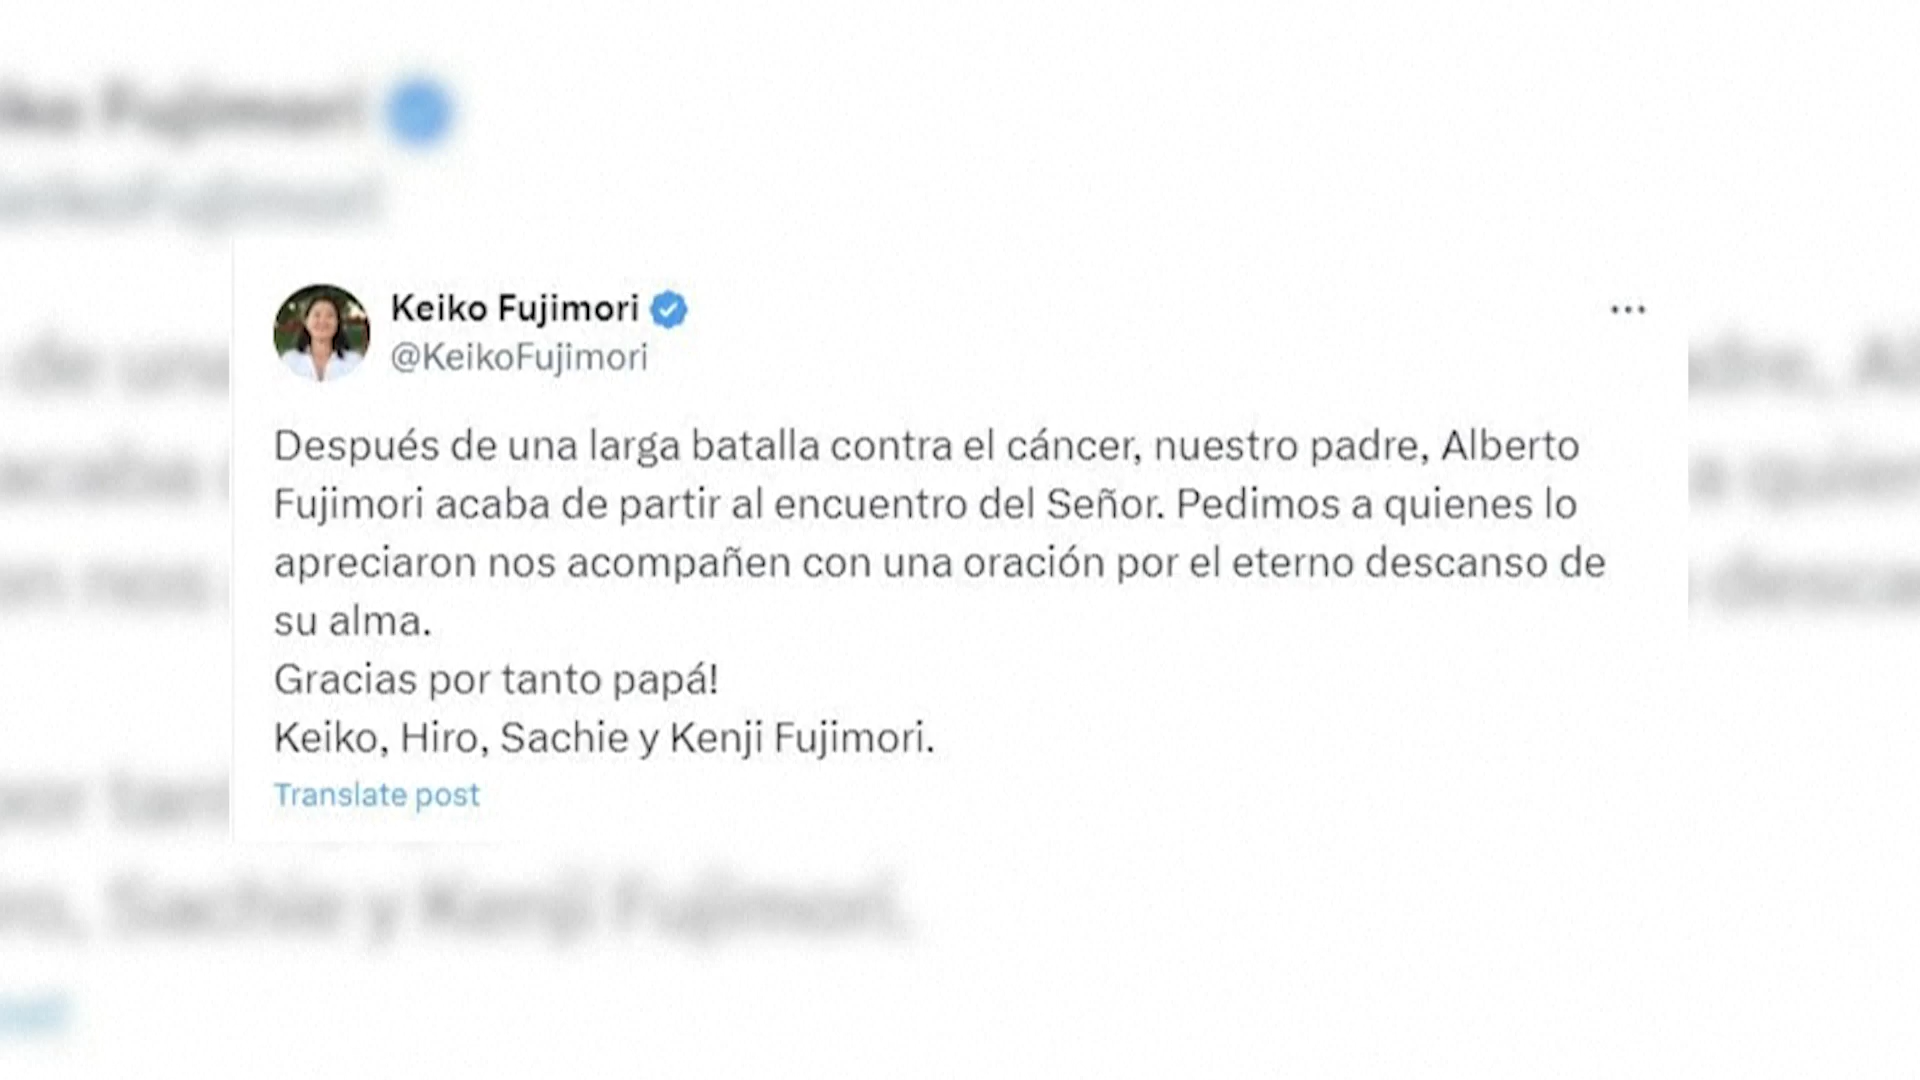 Keiko Fujimori
@KeikoFujimori
Después de una larga batalla contra el cáncer, nuestro padre, Alberto
Fujimori acaba de partir al encuentro del Señor. Pedimos a quienes lo
apreciaron nos acompañen con una oración por el eterno descanso de
su alma.
Gracias por tanto papá!
Keiko, Hiro, Sachie y Kenji Fujimori.
Translate post